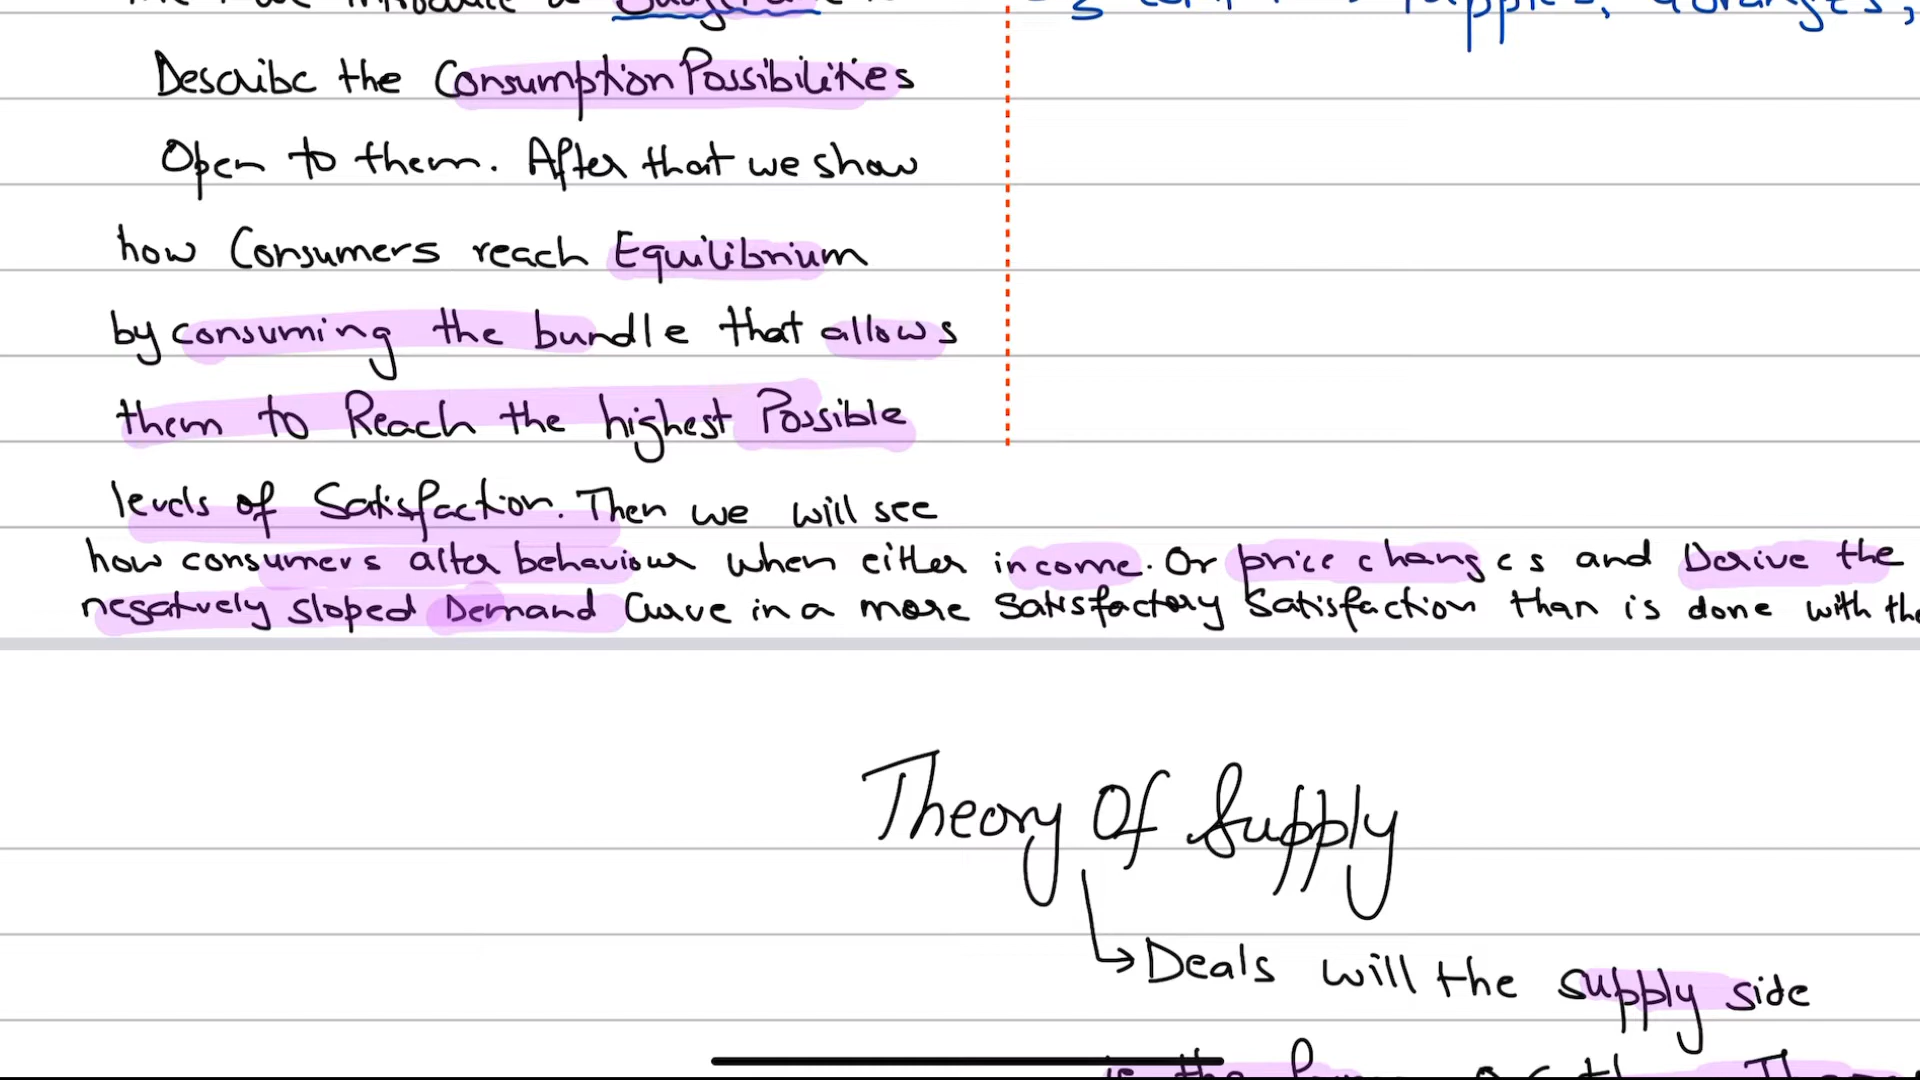 introduce a
Describe the Consumption Possibilities
Open to them. After that we show
how Consumers reach Equilibrium
by consuming the bundle that allows
them to Reach the highest Possible
levels of Satisfaction. Then we will see
how consumers alter behaviour when either income. Or price changes and Derive the
negatively sloped Demand Curve in a more Satisfactory Satisfaction than is done with the
Theory Of Supply
↳ Deals will the supply side